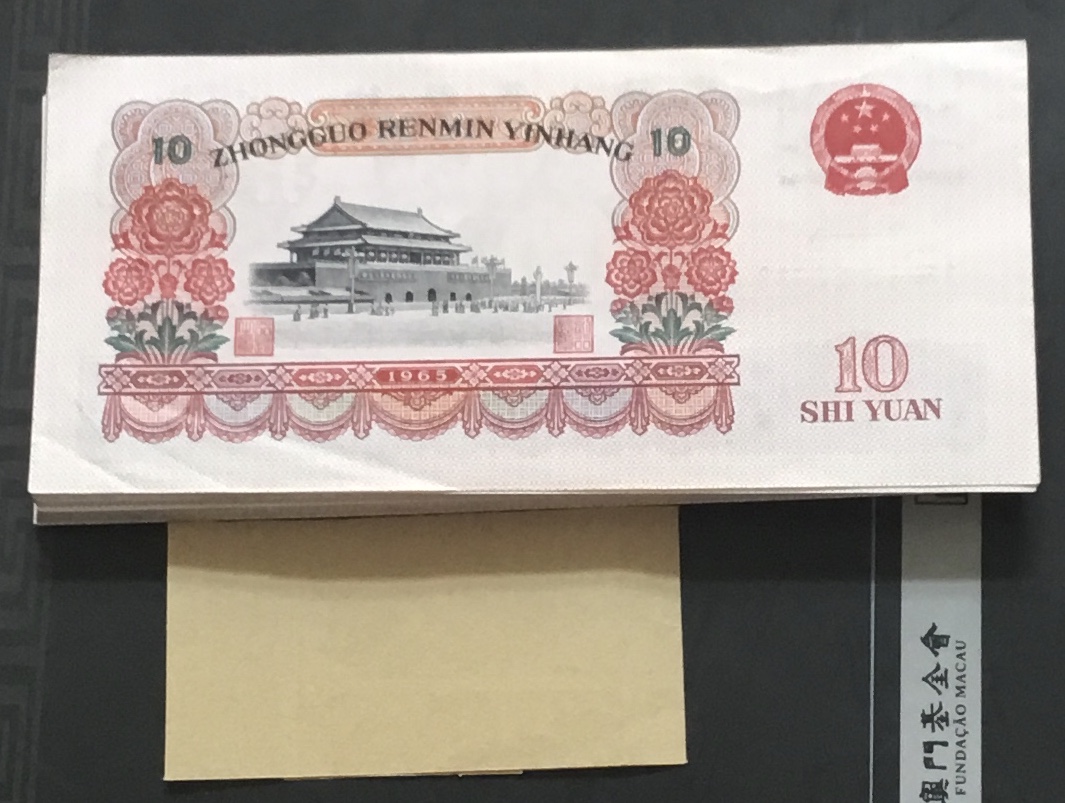 10 ZHONGGUO RENMIN YINHANG 10
1965
10
SHI YUAN
澳門基金會
FUNDAÇÃO MACAU